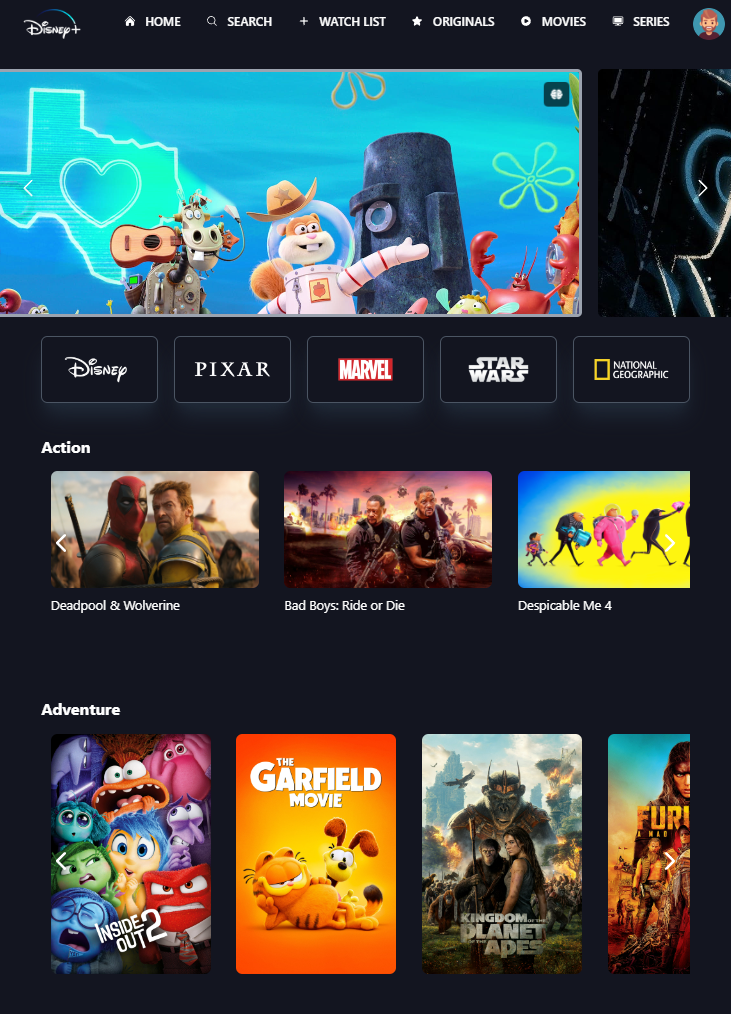 Disney+
HOME
SEARCH
WATCH LIST
ORIGINALS
MOVIES
SERIES
Disney
PIXAR
MARVEL
STAR
WARS
NATIONAL
GEOGRAPHIC
Action
Deadpool & Wolverine
Bad Boys: Ride or Die
Despicable Me 4
Adventure
INSIDE
OUT 2
THE
GARFIELD
MOVIE
KINGDOM OF THE
PLANET
OF THE APES
FURI
A MAD